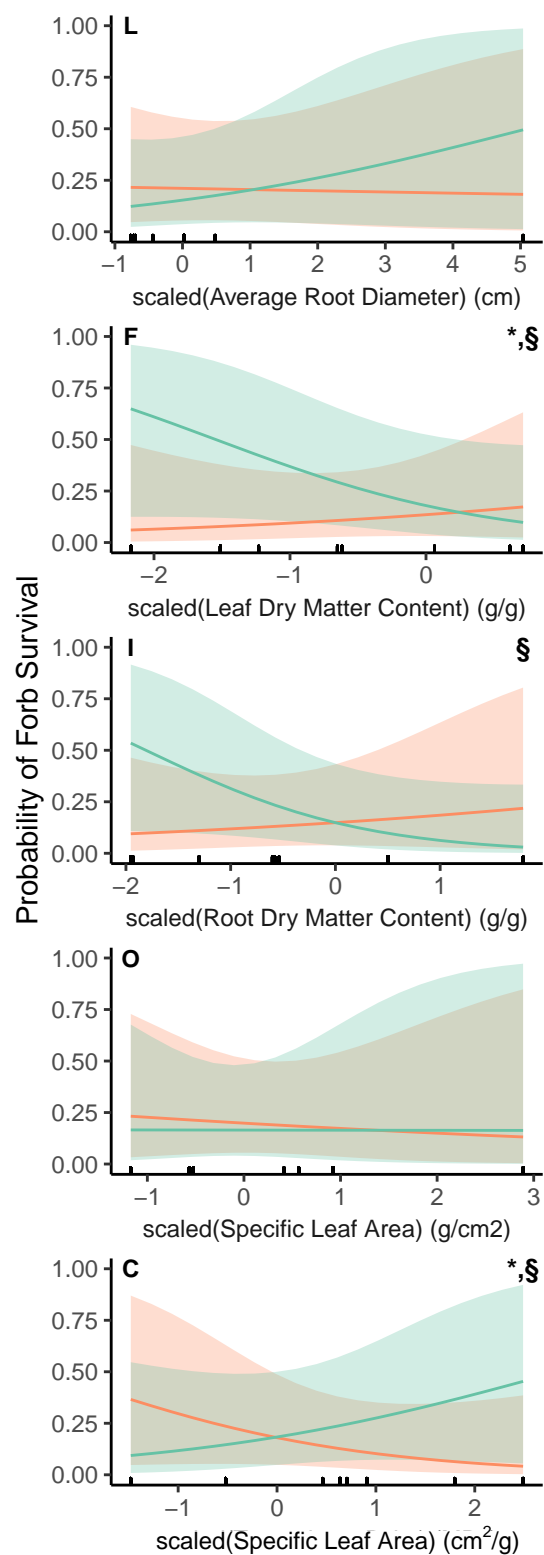 Probability of Forb Survival
L
1.00
0.75
0.50
0.25
0.00
−1 0 1 2 3 4 5
scaled(Average Root Diameter) (cm)
F *,§
1.00
0.75
0.50
0.25
0.00
−2 −1 0
scaled(Leaf Dry Matter Content) (g/g)
I §
1.00
0.75
0.50
0.25
0.00
−2 −1 0 1
scaled(Root Dry Matter Content) (g/g)
O
1.00
0.75
0.50
0.25
0.00
−1 0 1 2 3
scaled(Specific Leaf Area) (g/cm2)
C *,§
1.00
0.75
0.50
0.25
0.00
−1 0 1 2
scaled(Specific Leaf Area) (cm²/g)